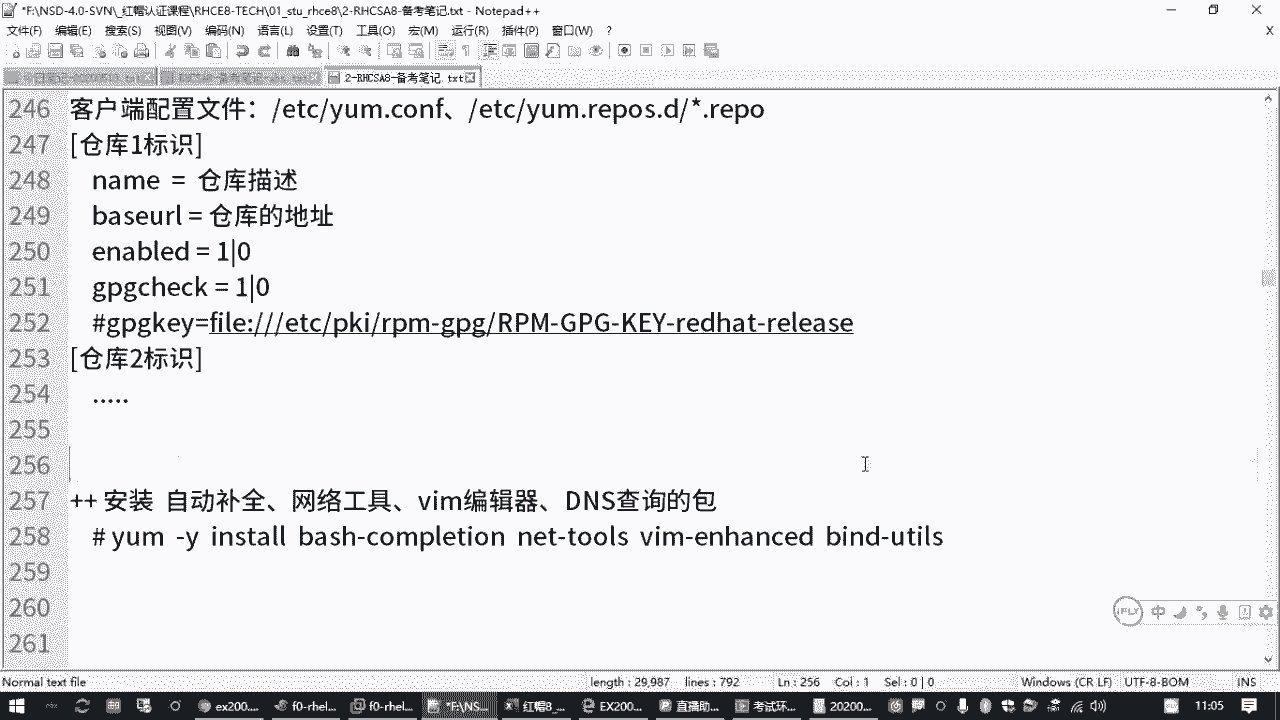 *F:\NSD-4.0-SVN\_红帽认证课程\RHCE8-TECH\01_stu_rhce8\2-RHCSA8-备考笔记.txt - Notepad++
文件(F) 编辑(E) 搜索(S) 视图(V) 编码(N) 语言(L) 设置(T) 工具(O) 宏(M) 运行(R) 插件(P) 窗口(W) ? X
2-RHCSA8-备考笔记.txt
246 客户端配置文件：/etc/yum.conf、/etc/yum.repos.d/*.repo
247 [仓库1标识]
248 name = 仓库描述
249 baseurl = 仓库的地址
250 enabled = 1|0
251 gpgcheck = 1|0
252 #gpgkey=file:///etc/pki/rpm-gpg/RPM-GPG-KEY-redhat-release
253 [仓库2标识]
254 .....
255
256
257 ++ 安装 自动补全、网络工具、vim编辑器、DNS查询的包
258 # yum -y install bash-completion net-tools vim-enhanced bind-utils
259
260
261
iFLY 中
Normal text file length : 29,987 lines : 792 Ln : 256 Col : 1 Sel : 0 | 0 Windows (CR LF) UTF-8-BOM INS
ex200... f0-rhel... f0-rhel... *F:\NS... 红帽8_... EX200... 直播助... 考试环... 20200... 11:05